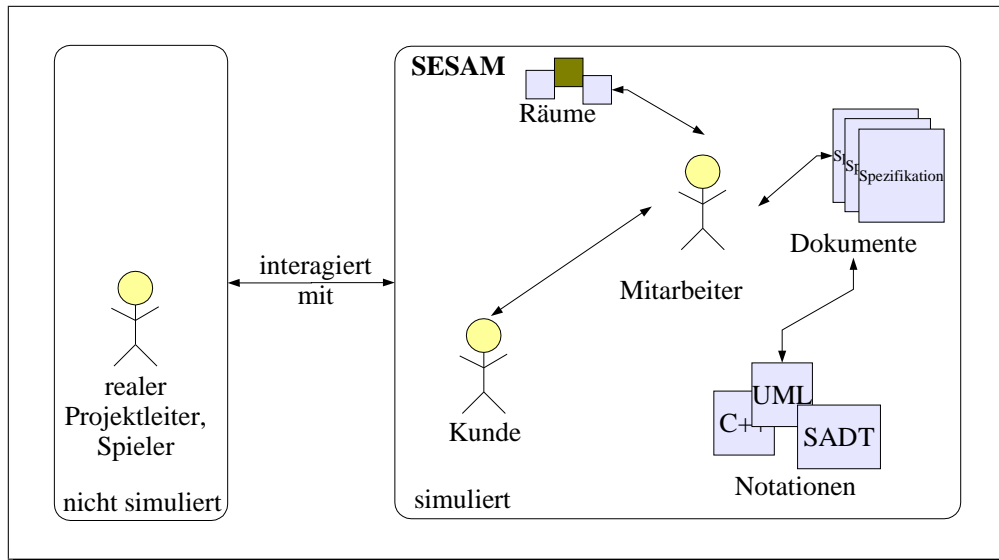 SESAM
Räume
Spezifikation
Dokumente
interagiert
mit
Mitarbeiter
realer
Projektleiter,
Spieler
Kunde
UML
C++
SADT
Notationen
nicht simuliert
simuliert